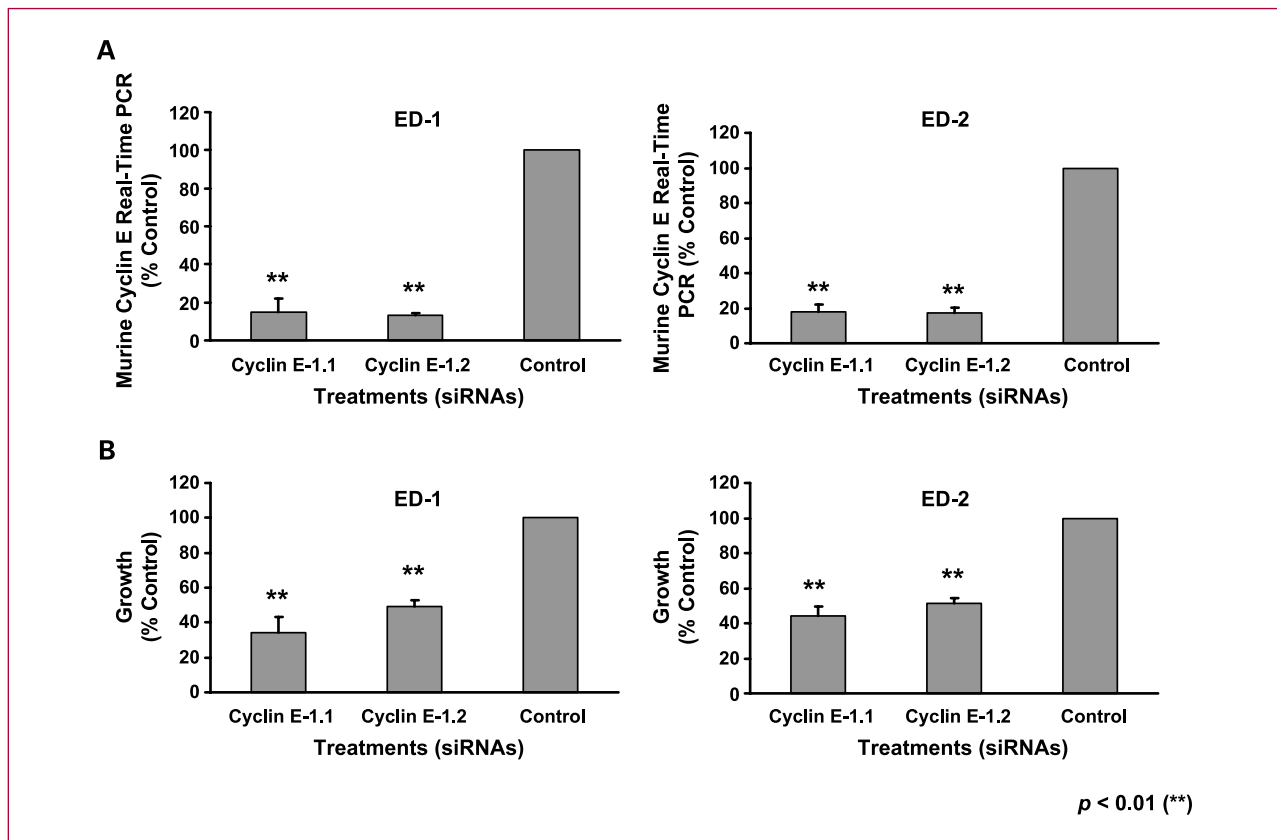 A
Murine Cyclin E Real-Time PCR
(% Control)
ED-1
120
100
80
60
40
20
0
**
**
Cyclin E-1.1
Cyclin E-1.2
Control
Treatments (siRNAs)
Murine Cyclin E Real-Time
PCR (% Control)
ED-2
120
100
80
60
40
20
0
**
**
Cyclin E-1.1
Cyclin E-1.2
Control
Treatments (siRNAs)
B
Growth
(% Control)
ED-1
120
100
80
60
40
20
0
**
**
Cyclin E-1.1
Cyclin E-1.2
Control
Treatments (siRNAs)
Growth
(% Control)
ED-2
120
100
80
60
40
20
0
**
**
Cyclin E-1.1
Cyclin E-1.2
Control
Treatments (siRNAs)
p < 0.01 (**)